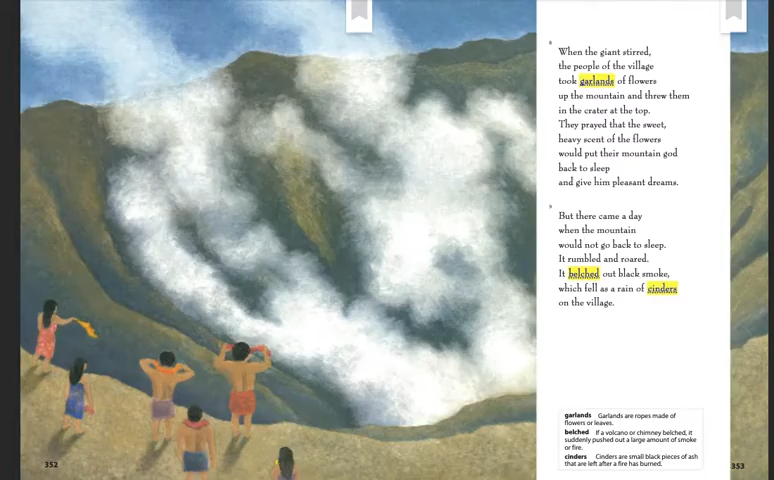 8
When the giant stirred,
the people of the village
took garlands of flowers
up the mountain and threw them
in the crater at the top.
They prayed that the sweet,
heavy scent of the flowers
would put their mountain god
back to sleep
and give him pleasant dreams.
9
But there came a day
when the mountain
would not go back to sleep.
It rumbled and roared.
It belched out black smoke,
which fell as a rain of cinders
on the village.
garlands Garlands are ropes made of
flowers or leaves.
belched If a volcano or chimney belched, it
suddenly pushed out a large amount of smoke
or fire.
cinders Cinders are small black pieces of ash
that are left after a fire has burned.
352
353